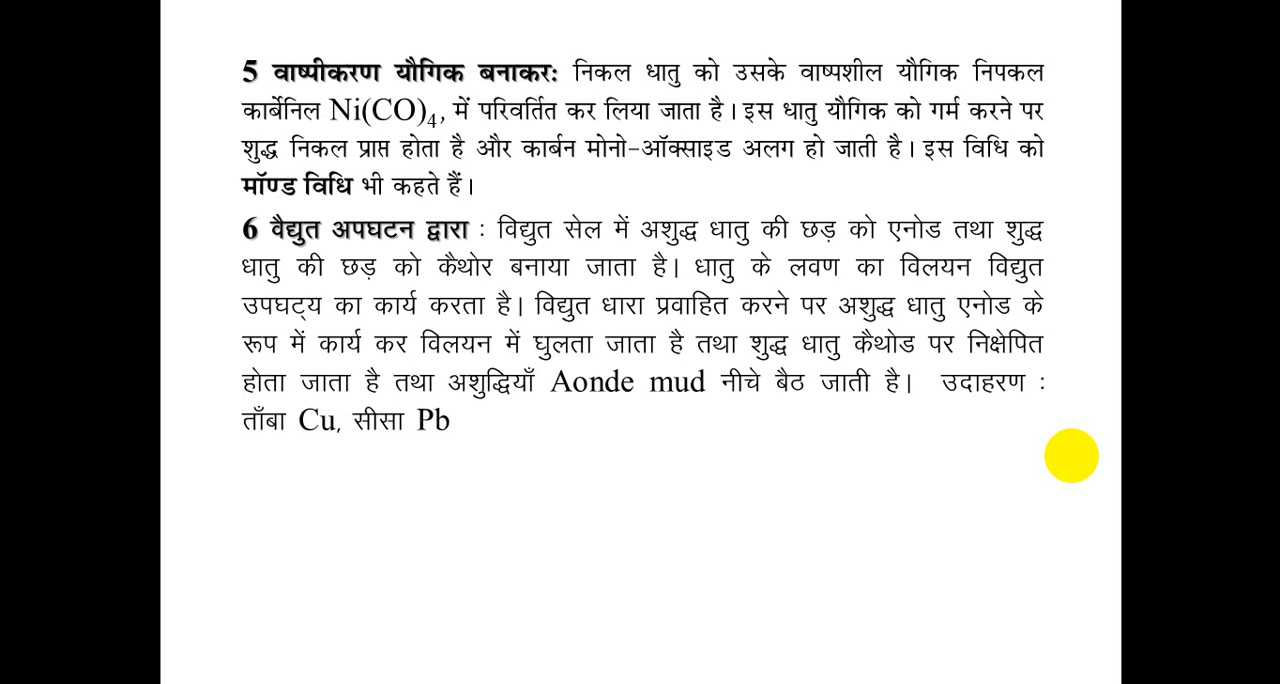 5 वाष्पीकरण यौगिक बनाकर: निकल धातु को उसके वाष्पशील यौगिक निपकल
कार्बेनिल Ni(CO)₄, में परिवर्तित कर लिया जाता है। इस धातु यौगिक को गर्म करने पर
शुद्ध निकल प्राप्त होता है और कार्बन मोनो-ऑक्साइड अलग हो जाती है। इस विधि को
मॉण्ड विधि भी कहते हैं।
6 वैद्युत अपघटन द्वारा : विद्युत सेल में अशुद्ध धातु की छड़ को एनोड तथा शुद्ध
धातु की छड़ को कैथोर बनाया जाता है। धातु के लवण का विलयन विद्युत
उपघट्य का कार्य करता है। विद्युत धारा प्रवाहित करने पर अशुद्ध धातु एनोड के
रूप में कार्य कर विलयन में घुलता जाता है तथा शुद्ध धातु कैथोड पर निक्षेपित
होता जाता है तथा अशुद्धियाँ Aonde mud नीचे बैठ जाती है। उदाहरण :
ताँबा Cu, सीसा Pb